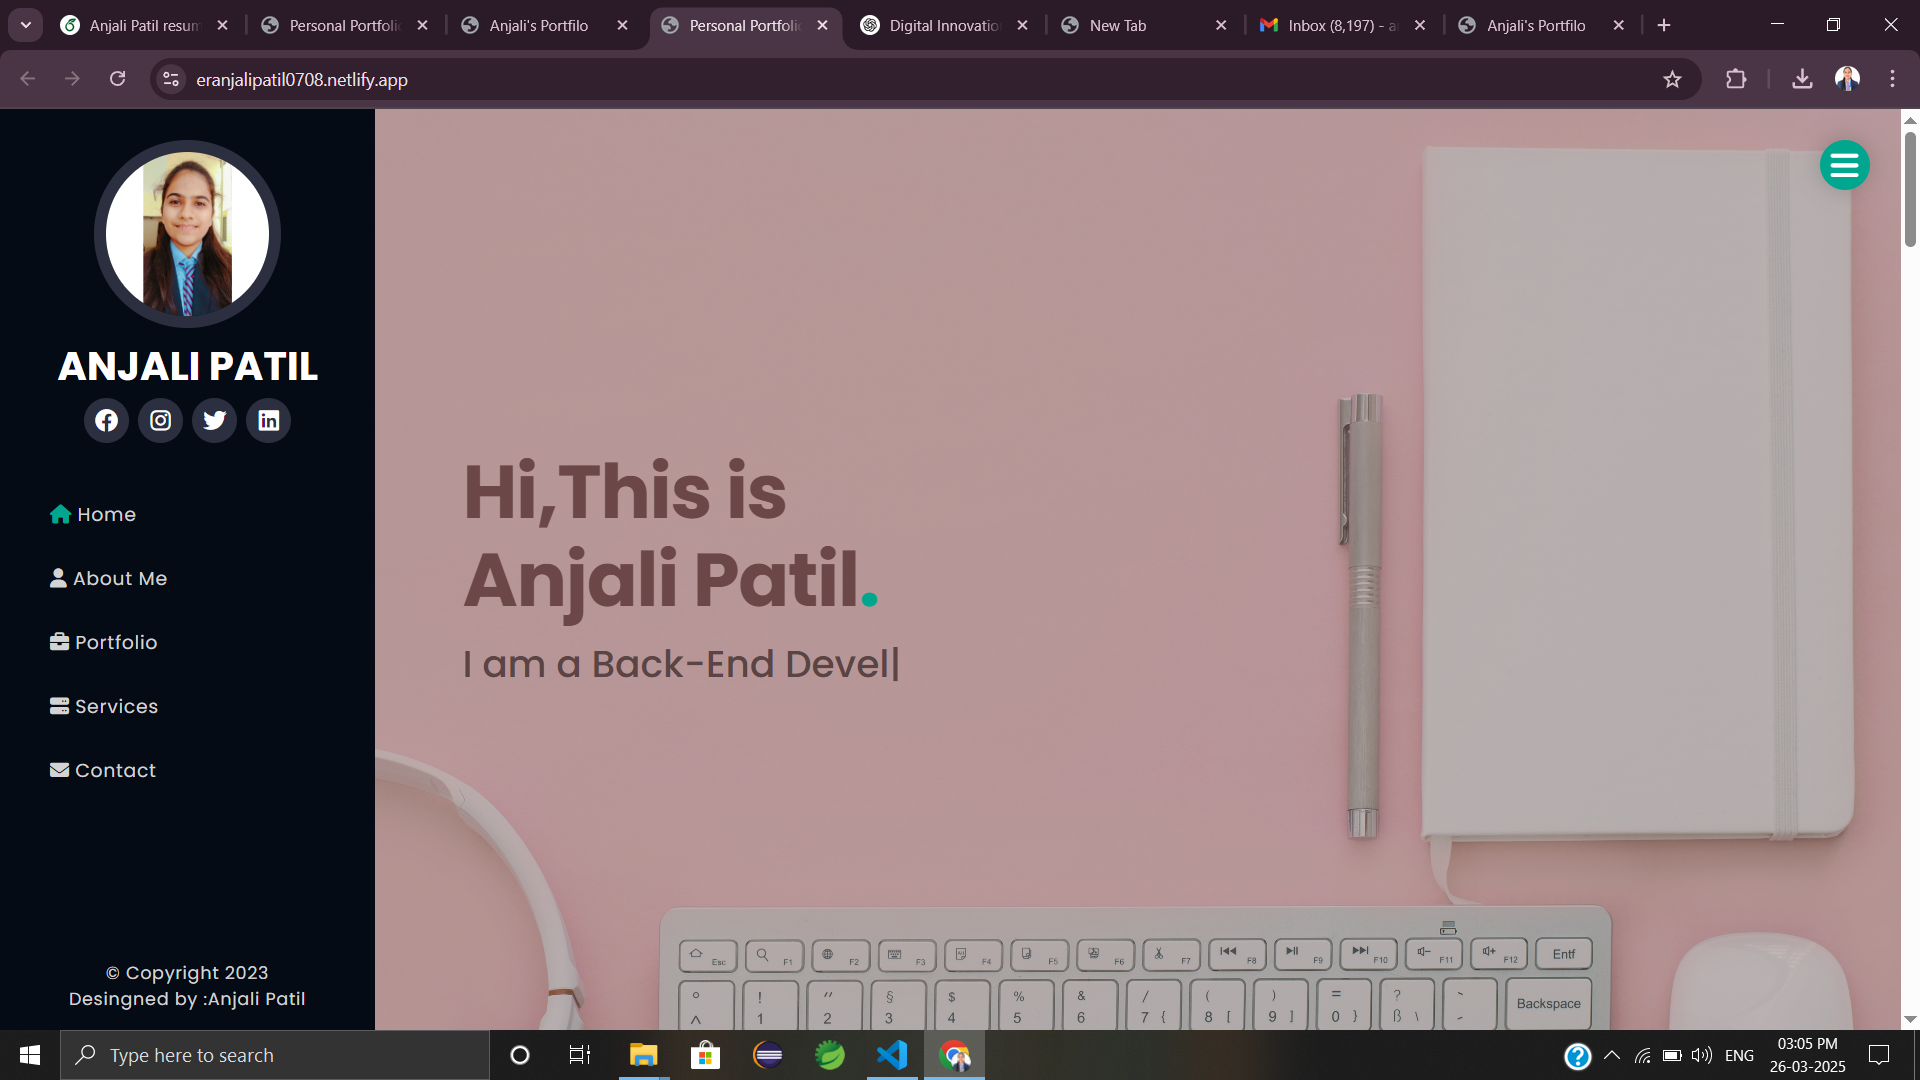 Anjali Patil resum
Personal Portfolio
Anjali's Portfilo
Personal Portfolio
Digital Innovation
New Tab
Inbox (8,197) - a
Anjali's Portfilo
eranjalipatil0708.netlify.app
ANJALI PATIL
Home
About Me
Portfolio
Services
Contact
© Copyright 2023
Desingned by :Anjali Patil
Hi,This is
Anjali Patil.
I am a Back-End Devel|
Esc F1 F2 F3 F4 F5 F6 F7 F8 F9 F10 F11 F12 Entf
° ! " § $ % & / ( ) = ? `
^ 1 2 3 4 5 6 7 { 8 [ 9 ] 0 } ß \ ´ Backspace
Type here to search
ENG
03:05 PM
26-03-2025